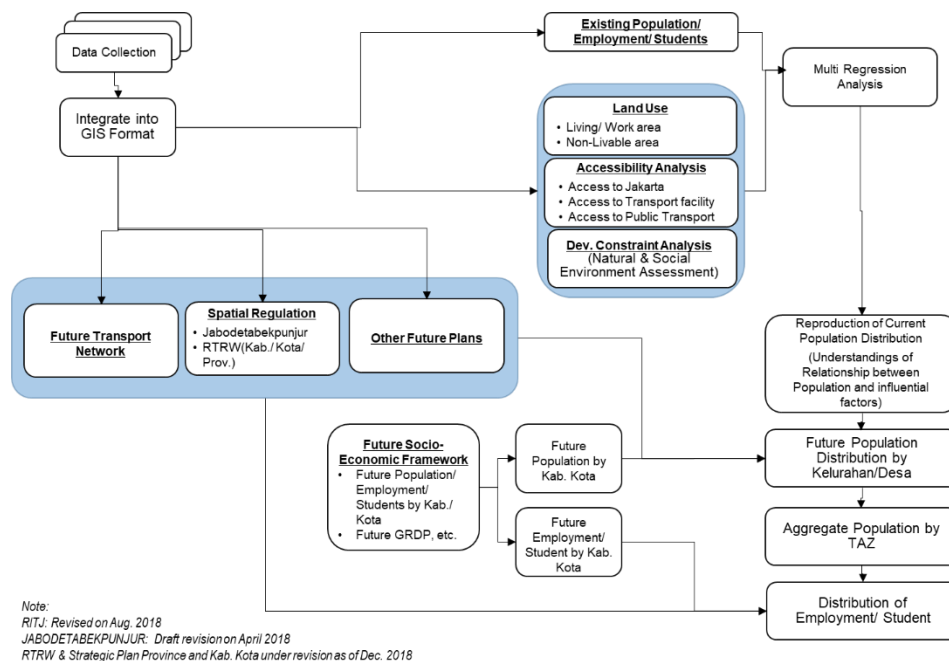 Data Collection
Integrate into
GIS Format
Existing Population/
Employment/ Students
Multi Regression
Analysis
Land Use
• Living/ Work area
• Non-Livable area
Accessibility Analysis
• Access to Jakarta
• Access to Transport facility
• Access to Public Transport
Dev. Constraint Analysis
(Natural & Social
Environment Assessment)
Future Transport
Network
Spatial Regulation
• Jabodetabekpunjur
• RTRW(Kab./ Kota/
Prov.)
Other Future Plans
Reproduction of Current
Population Distribution
(Understandings of
Relationship between
Population and influential
factors)
Future Socio-
Economic Framework
• Future Population/
Employment/
Students by Kab./
Kota
• Future GRDP, etc.
Future
Population by
Kab. Kota
Future
Employment/
Student by Kab.
Kota
Future Population
Distribution by
Kelurahan/Desa
Aggregate Population by
TAZ
Distribution of
Employment/ Student
Note:
RITJ: Revised on Aug. 2018
JABODETABEKPUNJUR: Draft revision on April 2018
RTRW & Strategic Plan Province and Kab. Kota under revision as of Dec. 2018